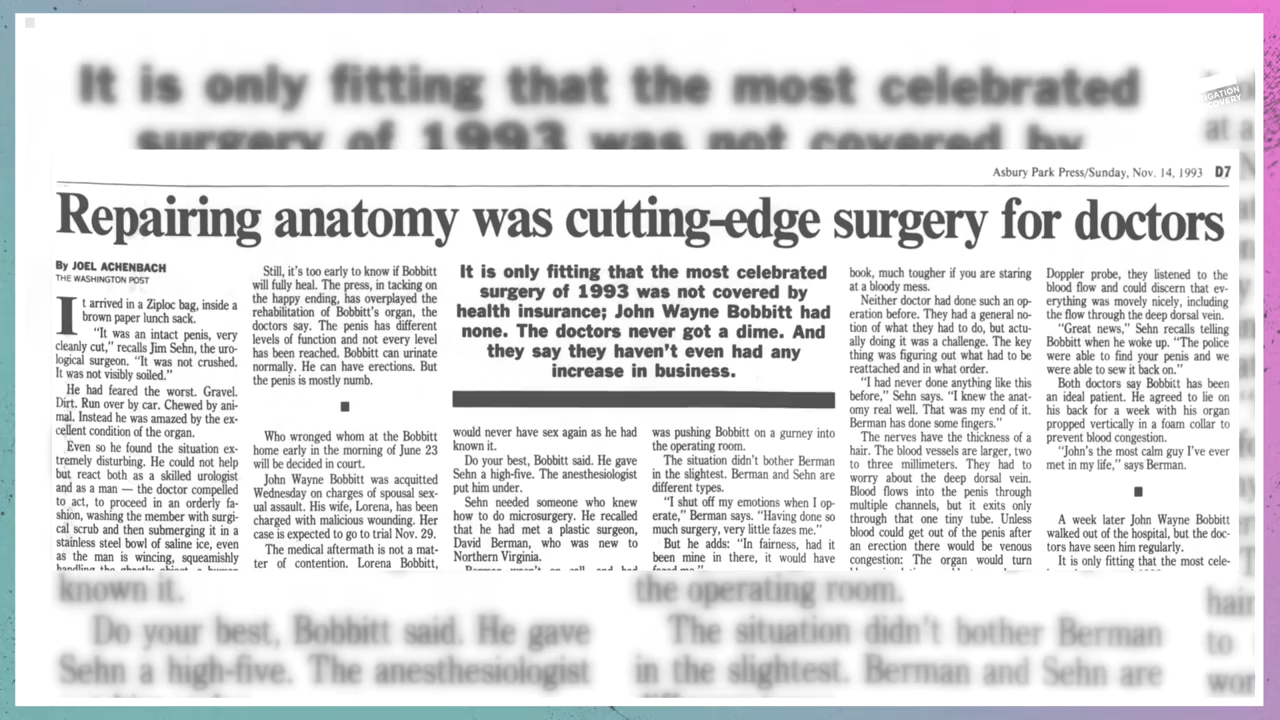 It is only fitting that the most celebrated
surgery of 1993 was not covered by
at a
Asbury Park Press/Sunday, Nov. 14, 1993 D7
Repairing anatomy was cutting-edge surgery for doctors
By JOEL ACHENBACH
THE WASHINGTON POST
It arrived in a Ziploc bag, inside a
brown paper lunch sack.
"It was an intact penis, very
cleanly cut," recalls Jim Sehn, the uro-
logical surgeon. "It was not crushed.
It was not visibly soiled."
He had feared the worst. Gravel.
Dirt. Run over by car. Chewed by ani-
mal. Instead he was amazed by the ex-
cellent condition of the organ.
Even so he found the situation ex-
tremely disturbing. He could not help
but react both as a skilled urologist
and as a man — the doctor compelled
to act, to proceed in an orderly fa-
shion, washing the member with surgi-
cal scrub and then submerging it in a
stainless steel bowl of saline ice, even
as the man is wincing, squeamishly
handling the ghostly object, a human
Still, it's too early to know if Bobbitt
will fully heal. The press, in tacking on
the happy ending, has overplayed the
rehabilitation of Bobbitt's organ, the
doctors say. The penis has different
levels of function and not every level
has been reached. Bobbitt can urinate
normally. He can have erections. But
the penis is mostly numb.
Who wronged whom at the Bobbitt
home early in the morning of June 23
will be decided in court.
John Wayne Bobbitt was acquitted
Wednesday on charges of spousal sex-
ual assault. His wife, Lorena, has been
charged with malicious wounding. Her
case is expected to go to trial Nov. 29.
The medical aftermath is not a mat-
ter of contention. Lorena Bobbitt,
It is only fitting that the most celebrated
surgery of 1993 was not covered by
health insurance; John Wayne Bobbitt had
none. The doctors never got a dime. And
they say they haven't even had any
increase in business.
would never have sex again as he had
known it.
Do your best, Bobbitt said. He gave
Sehn a high-five. The anesthesiologist
put him under.
Sehn needed someone who knew
how to do microsurgery. He recalled
that he had met a plastic surgeon,
David Berman, who was new to
Northern Virginia.
Berman wasn't on call, and had
was pushing Bobbitt on a gurney into
the operating room.
The situation didn't bother Berman
in the slightest. Berman and Sehn are
different types.
"I shut off my emotions when I op-
erate," Berman says. "Having done so
much surgery, very little fazes me."
But he adds: "In fairness, had it
been mine in there, it would have
fazed me."
book, much tougher if you are staring
at a bloody mess.
Neither doctor had done such an op-
eration before. They had a general no-
tion of what they had to do, but actu-
ally doing it was a challenge. The key
thing was figuring out what had to be
reattached and in what order.
"I had never done anything like this
before," Sehn says. "I knew the anat-
omy real well. That was my end of it.
Berman has done some fingers."
The nerves have the thickness of a
hair. The blood vessels are larger, two
to three millimeters. They had to
worry about the deep dorsal vein.
Blood flows into the penis through
multiple channels, but it exits only
through that one tiny tube. Unless
blood could get out of the penis after
an erection there would be venous
congestion: The organ would turn
Doppler probe, they listened to the
blood flow and could discern that ev-
erything was movely nicely, including
the flow through the deep dorsal vein.
"Great news," Sehn recalls telling
Bobbitt when he woke up. "The police
were able to find your penis and we
were able to sew it back on."
Both doctors say Bobbitt has been
an ideal patient. He agreed to lie on
his back for a week with his organ
propped vertically in a foam collar to
prevent blood congestion.
"John's the most calm guy I've ever
met in my life," says Berman.
A week later John Wayne Bobbitt
walked out of the hospital, but the doc-
tors have seen him regularly.
It is only fitting that the most cele-
known it.
Do your best, Bobbitt said. He gave
Sehn a high-five. The anesthesiologist
the operating room.
The situation didn't bother Berman
in the slightest. Berman and Sehn are
hair
to
wor